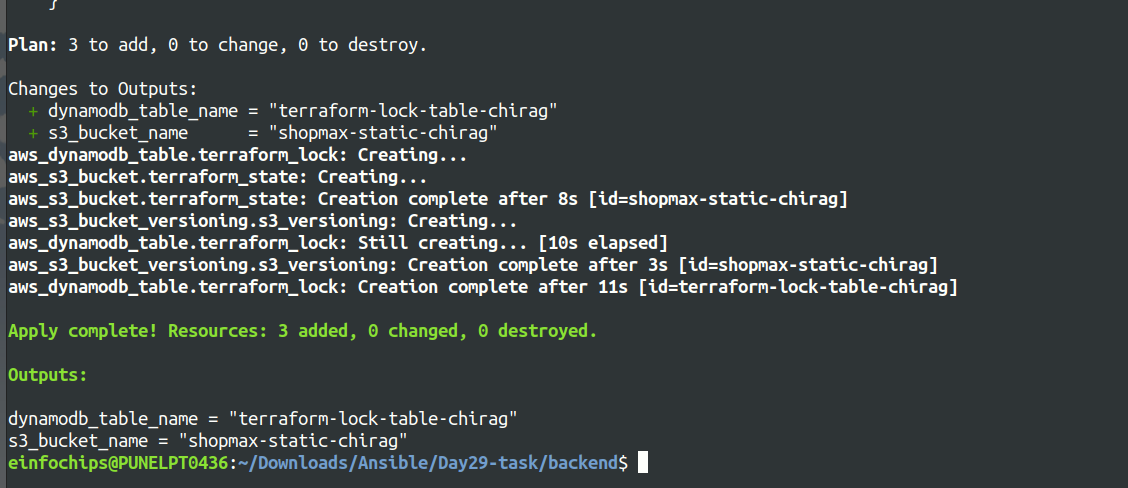 }
Plan: 3 to add, 0 to change, 0 to destroy.
Changes to Outputs:
  + dynamodb_table_name = "terraform-lock-table-chirag"
  + s3_bucket_name      = "shopmax-static-chirag"
aws_dynamodb_table.terraform_lock: Creating...
aws_s3_bucket.terraform_state: Creating...
aws_s3_bucket.terraform_state: Creation complete after 8s [id=shopmax-static-chirag]
aws_s3_bucket_versioning.s3_versioning: Creating...
aws_dynamodb_table.terraform_lock: Still creating... [10s elapsed]
aws_s3_bucket_versioning.s3_versioning: Creation complete after 3s [id=shopmax-static-chirag]
aws_dynamodb_table.terraform_lock: Creation complete after 11s [id=terraform-lock-table-chirag]
Apply complete! Resources: 3 added, 0 changed, 0 destroyed.
Outputs:
dynamodb_table_name = "terraform-lock-table-chirag"
s3_bucket_name = "shopmax-static-chirag"
einfochips@PUNELPT0436:~/Downloads/Ansible/Day29-task/backend$